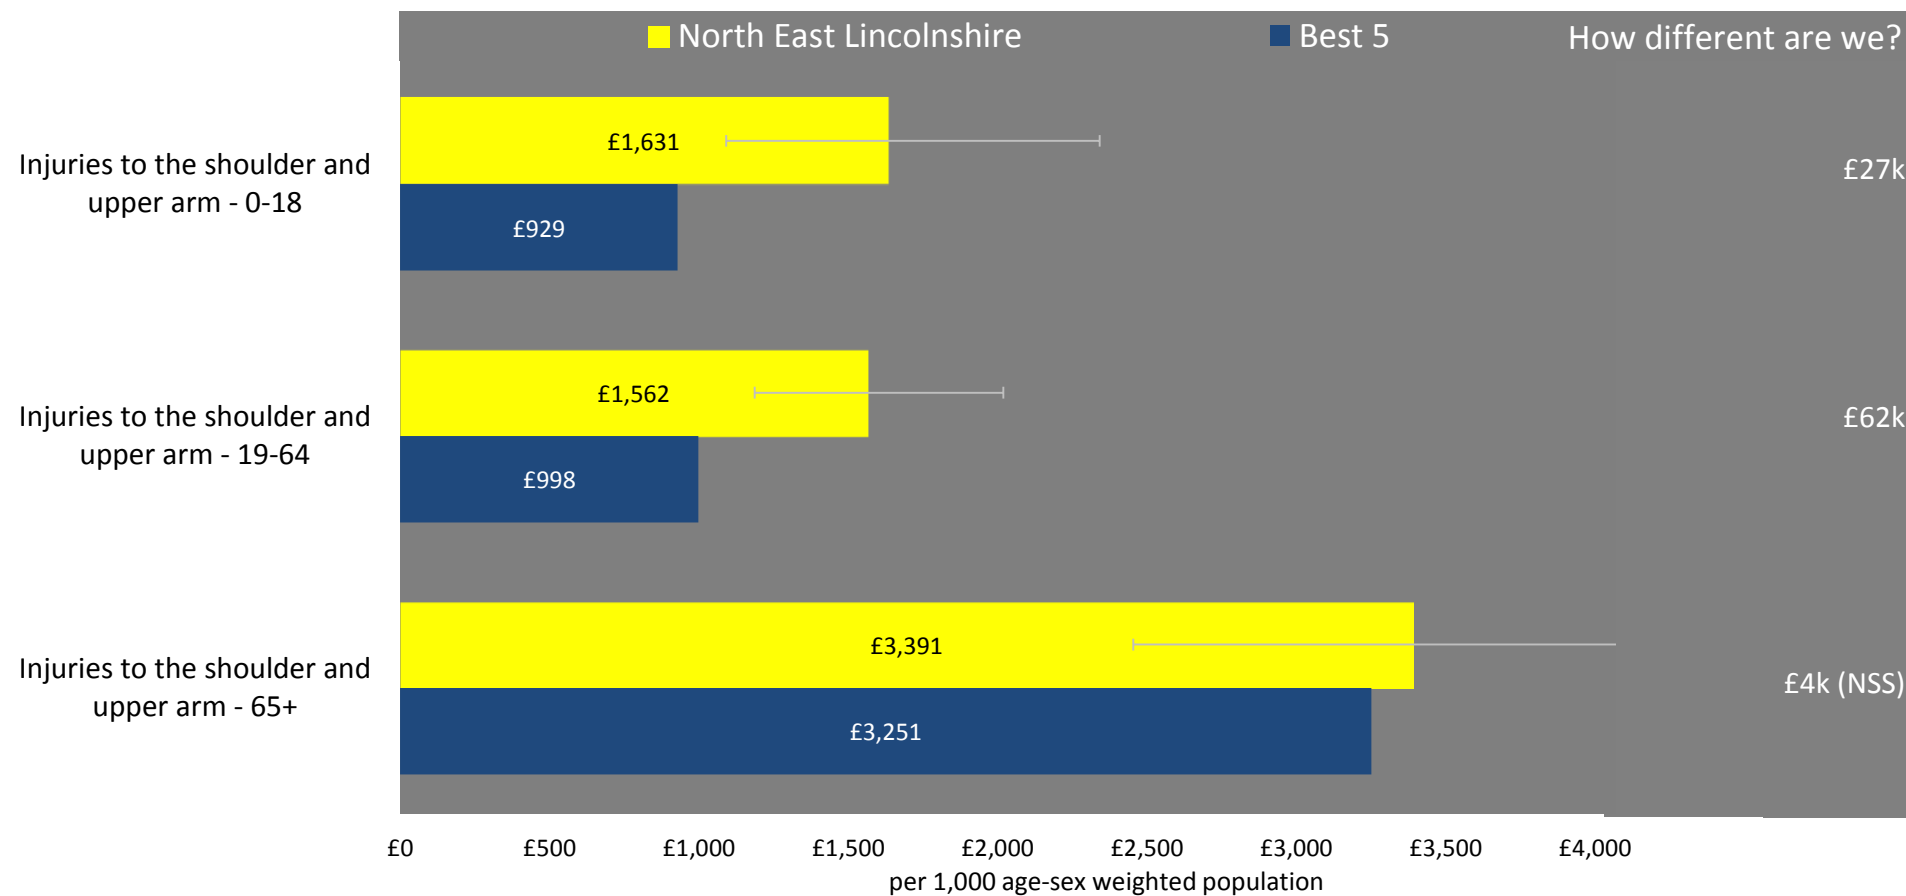 North East Lincolnshire
Best 5
How different are we?
Injuries to the shoulder and
upper arm - 0-18
£1,631
£929
£27k
Injuries to the shoulder and
upper arm - 19-64
£1,562
£998
£62k
Injuries to the shoulder and
upper arm - 65+
£3,391
£3,251
£4k (NSS)
£0 £500 £1,000 £1,500 £2,000 £2,500 £3,000 £3,500 £4,000
per 1,000 age-sex weighted population